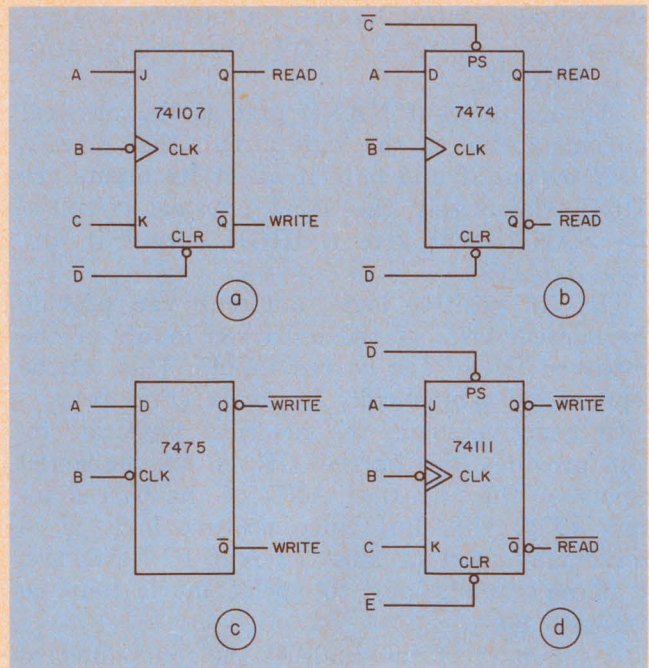 A J Q READ
74107
B CLK
C K Q̅ WRITE
CLR
D̅
a
C̅
PS
A D Q READ
7474
B̅ CLK
Q̅ R̅E̅A̅D̅
CLR
D̅
b
A D Q W̅R̅I̅T̅E̅
7475
B CLK
Q̅ WRITE
c
D̅
PS
A J Q W̅R̅I̅T̅E̅
74111
B CLK
C K Q̅ R̅E̅A̅D̅
CLR
E̅
d